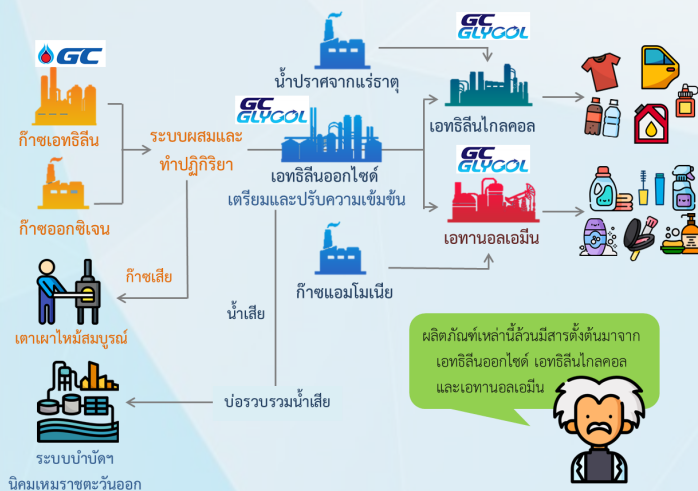 GC
GC
GLYCOL
น้ำปราศจากแร่ธาตุ
ก๊าซเอทธิลีน
ระบบผสมและ
ทำปฏิกิริยา
GC
GLYCOL
เอทธิลีนออกไซด์
เตรียมและปรับความเข้มข้น
เอทธิลีนไกลคอล
GC
GLYCOL
ก๊าซออกซิเจน
เอทานอลเอมีน
ก๊าซแอมโมเนีย
ก๊าซเสีย
น้ำเสีย
เตาเผาไหม้สมบูรณ์
ผลิตภัณฑ์เหล่านี้ล้วนมีสารตั้งต้นมาจาก
เอทธิลีนออกไซด์ เอทธิลีนไกลคอล
และเอทานอลเอมีน
บ่อรวบรวมน้ำเสีย
ระบบบำบัดฯ
นิคมเหมราชตะวันออก